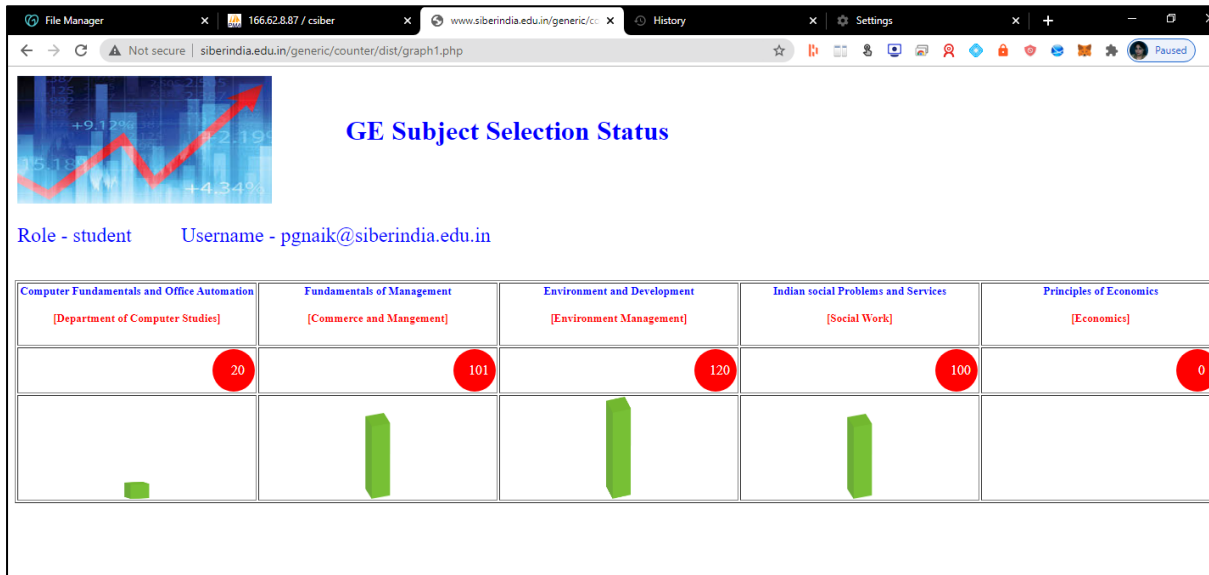 File Manager
166.62.8.87 / csiber
www.siberindia.edu.in/generic/co
History
Settings
Not secure | siberindia.edu.in/generic/counter/dist/graph1.php
Paused
+9.12%
+2.19%
15.18
+4.34%
GE Subject Selection Status
Role - student Username - pgnaik@siberindia.edu.in
Computer Fundamentals and Office Automation
[Department of Computer Studies]
Fundamentals of Management
[Commerce and Mangement]
Environment and Development
[Environment Management]
Indian social Problems and Services
[Social Work]
Principles of Economics
[Economics]
20 101 120 100 0